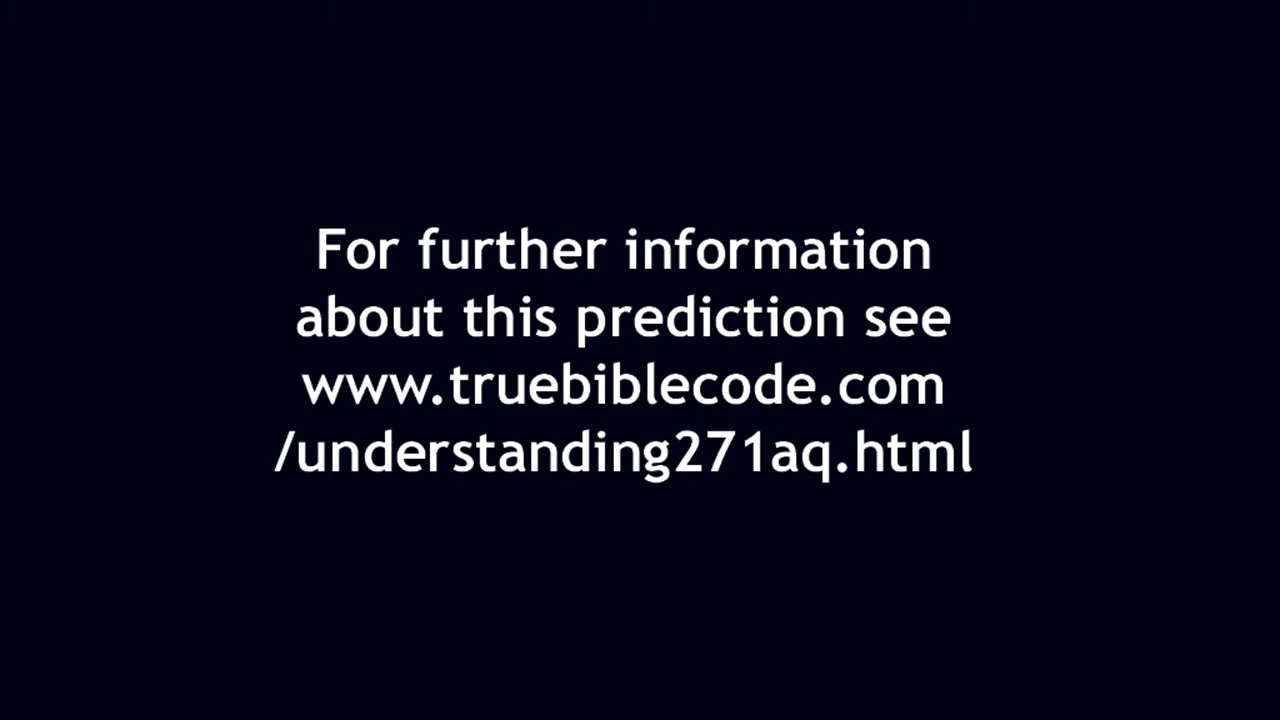 For further information
about this prediction see
www.truebiblecode.com
/understanding271aq.html